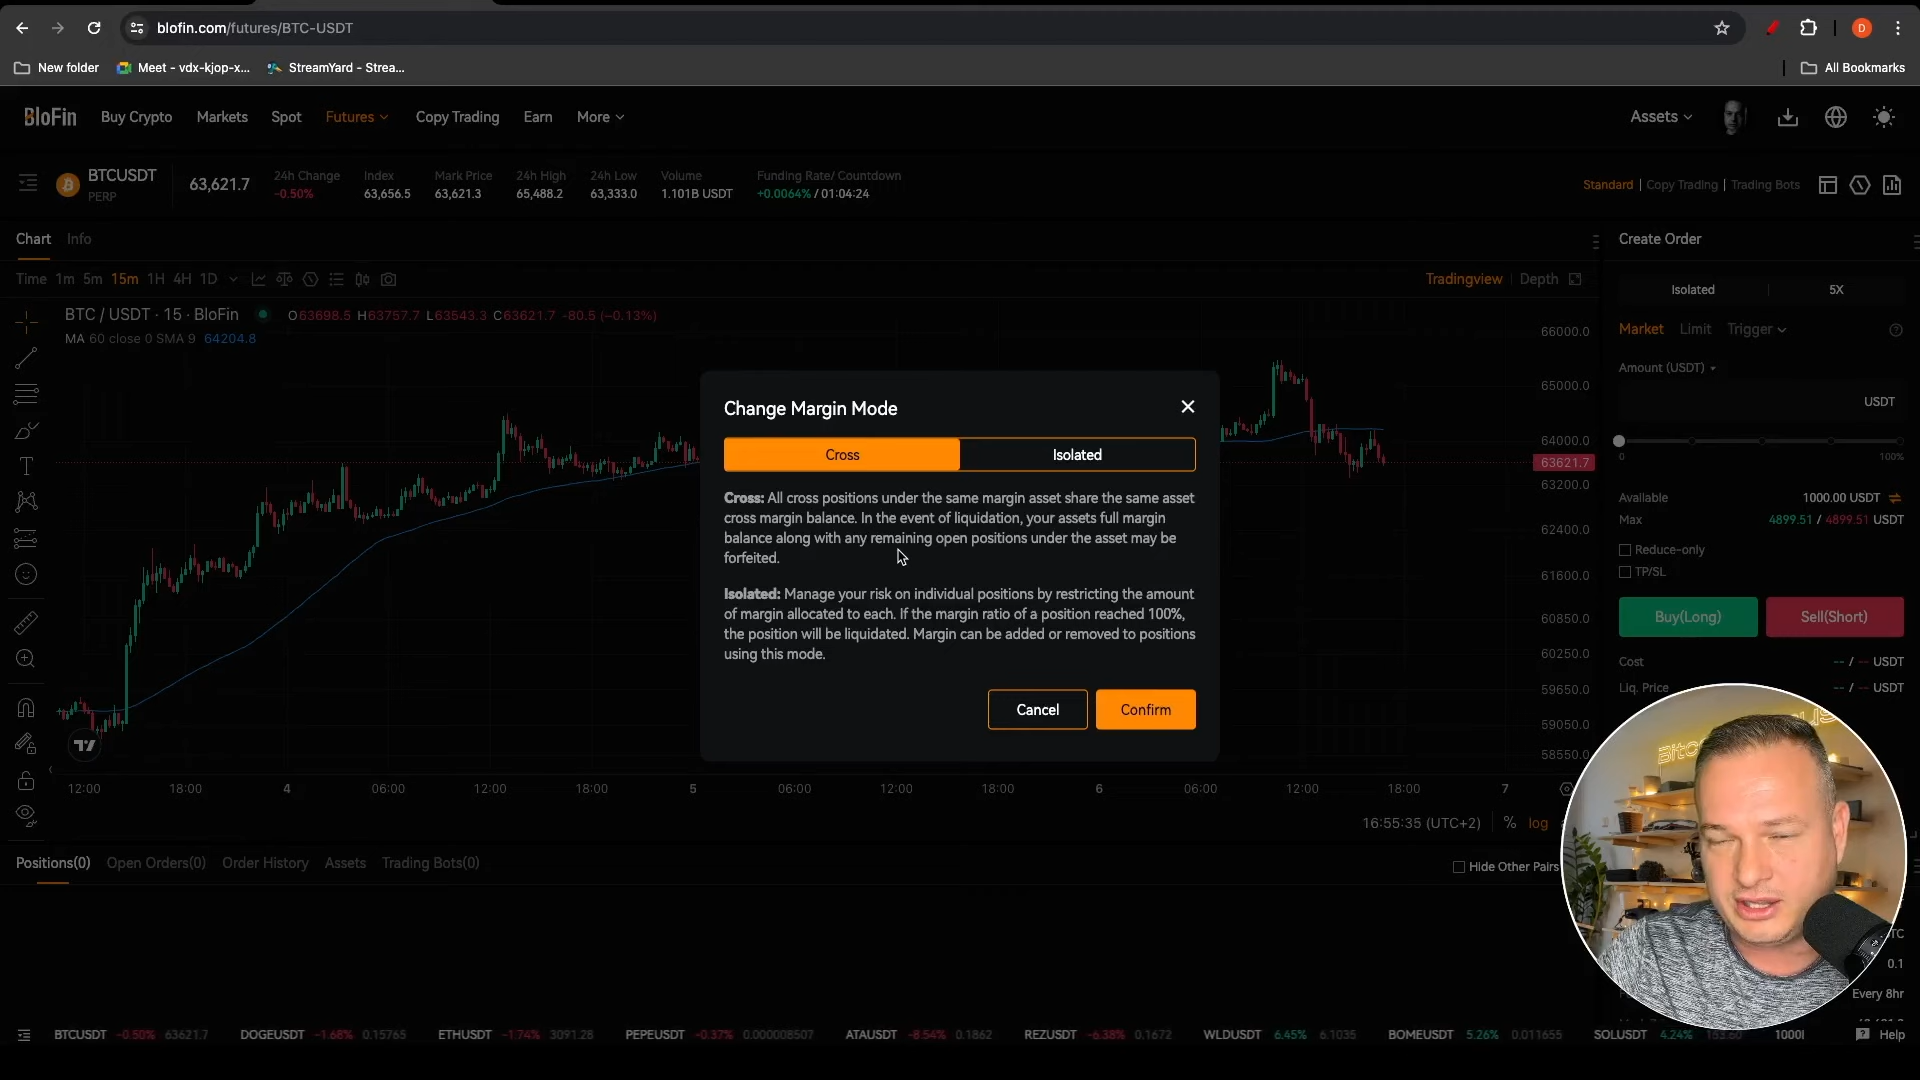 blofin.com/futures/BTC-USDT
D
New folder
Meet - vdx-kjop-x...
StreamYard - Strea...
All Bookmarks
BloFin
Buy Crypto
Markets
Spot
Futures
Copy Trading
Earn
More
Assets
BTCUSDT
PERP
63,621.7
24h Change
-0.50%
Index
63,656.5
Mark Price
63,621.3
24h High
65,488.2
24h Low
63,333.0
Volume
1.101B USDT
Funding Rate/ Countdown
+0.0064% / 01:04:24
Standard | Copy Trading | Trading Bots
Chart
Info
Create Order
Time 1m 5m 15m 1H 4H 1D
Tradingview | Depth
Isolated
5X
BTC / USDT · 15 · BloFin
O63698.5 H63757.7 L63543.3 C63621.7 -80.5 (-0.13%)
MA 60 close 0 SMA 9 64204.8
Market
Limit
Trigger
Amount (USDT)
USDT
0
100%
66000.0
65000.0
64000.0
63621.7
63200.0
62400.0
61600.0
60850.0
60250.0
59650.0
59050.0
58550.0
Change Margin Mode
Cross
Isolated
Cross: All cross positions under the same margin asset share the same asset
cross margin balance. In the event of liquidation, your assets full margin
balance along with any remaining open positions under the asset may be
forfeited.
Isolated: Manage your risk on individual positions by restricting the amount
of margin allocated to each. If the margin ratio of a position reached 100%,
the position will be liquidated. Margin can be added or removed to positions
using this mode.
Cancel
Confirm
Available
1000.00 USDT
Max
4899.51 / 4899.51 USDT
Reduce-only
TP/SL
Buy(Long)
Sell(Short)
Cost
-- / -- USDT
Liq. Price
-- / -- USDT
12:00
18:00
4
06:00
12:00
18:00
5
06:00
12:00
18:00
6
06:00
12:00
18:00
7
16:55:35 (UTC+2)
%
log
Positions(0)
Open Orders(0)
Order History
Assets
Trading Bots(0)
Hide Other Pairs
0.1
Every 8hr
BTCUSDT -0.50% 63621.7
DOGEUSDT -1.68% 0.15765
ETHUSDT -1.74% 3091.28
PEPEUSDT -0.37% 0.000008507
ATAUSDT -8.54% 0.1862
REZUSDT -6.38% 0.1672
WLDUSDT 6.45% 6.1035
BOMEUSDT 5.26% 0.011655
SOLUSDT 4.24% 153.60
Help